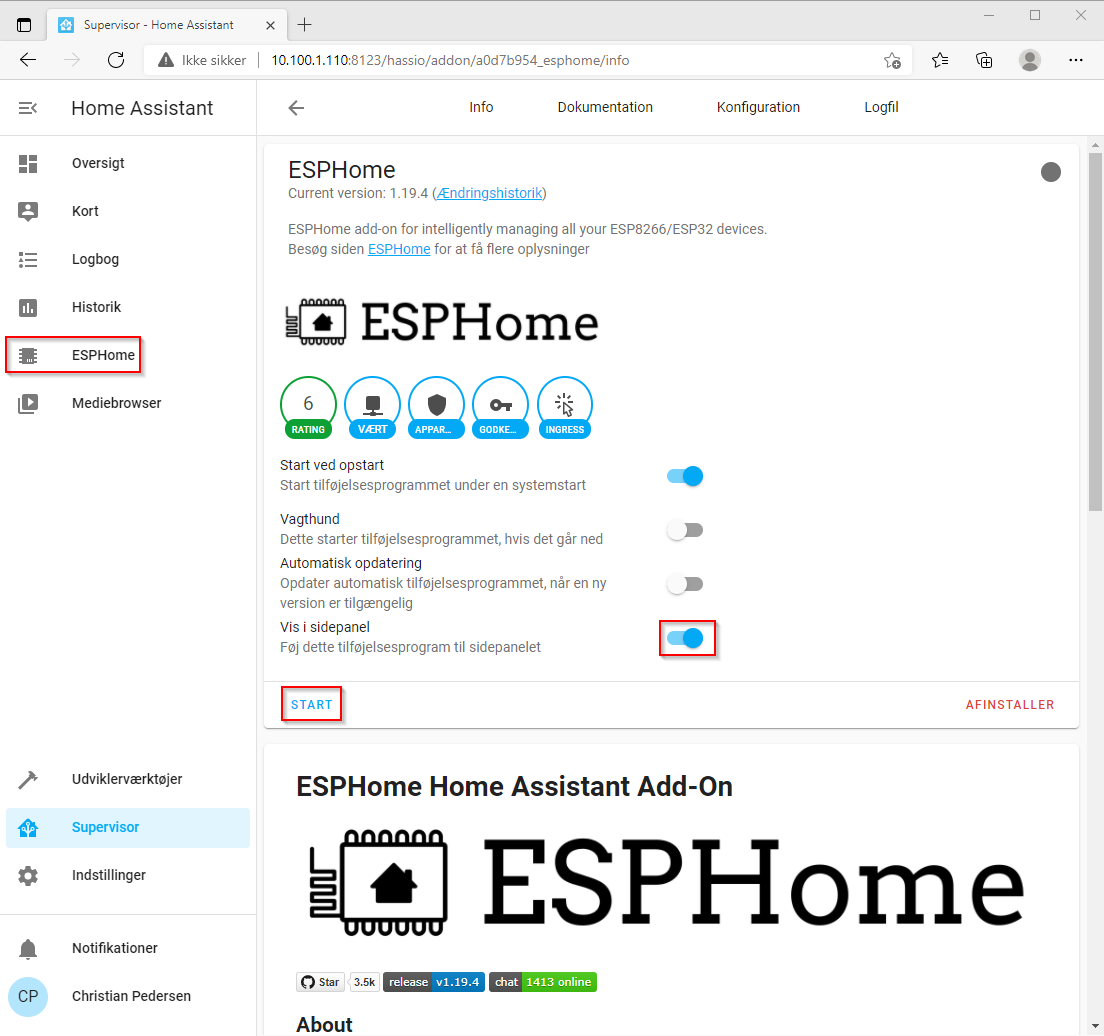 Supervisor - Home Assistant
Ikke sikker
10.100.1.110:8123/hassio/addon/a0d7b954_esphome/info
Home Assistant
Info
Dokumentation
Konfiguration
Logfil
Oversigt
Kort
Logbog
Historik
ESPHome
Mediebrowser
Udviklerværktøjer
Supervisor
Indstillinger
Notifikationer
CP
Christian Pedersen
ESPHome
Current version: 1.19.4 (Ændringshistorik)
ESPHome add-on for intelligently managing all your ESP8266/ESP32 devices.
Besøg siden ESPHome for at få flere oplysninger
ESPHome
6
RATING
VÆRT
APPAR...
GODKE...
INGRESS
Start ved opstart
Start tilføjelsesprogrammet under en systemstart
Vagthund
Dette starter tilføjelsesprogrammet, hvis det går ned
Automatisk opdatering
Opdater automatisk tilføjelsesprogrammet, når en ny
version er tilgængelig
Vis i sidepanel
Føj dette tilføjelsesprogram til sidepanelet
START
AFINSTALLER
ESPHome Home Assistant Add-On
ESPHome
Star
3.5k
release v1.19.4
chat 1413 online
About